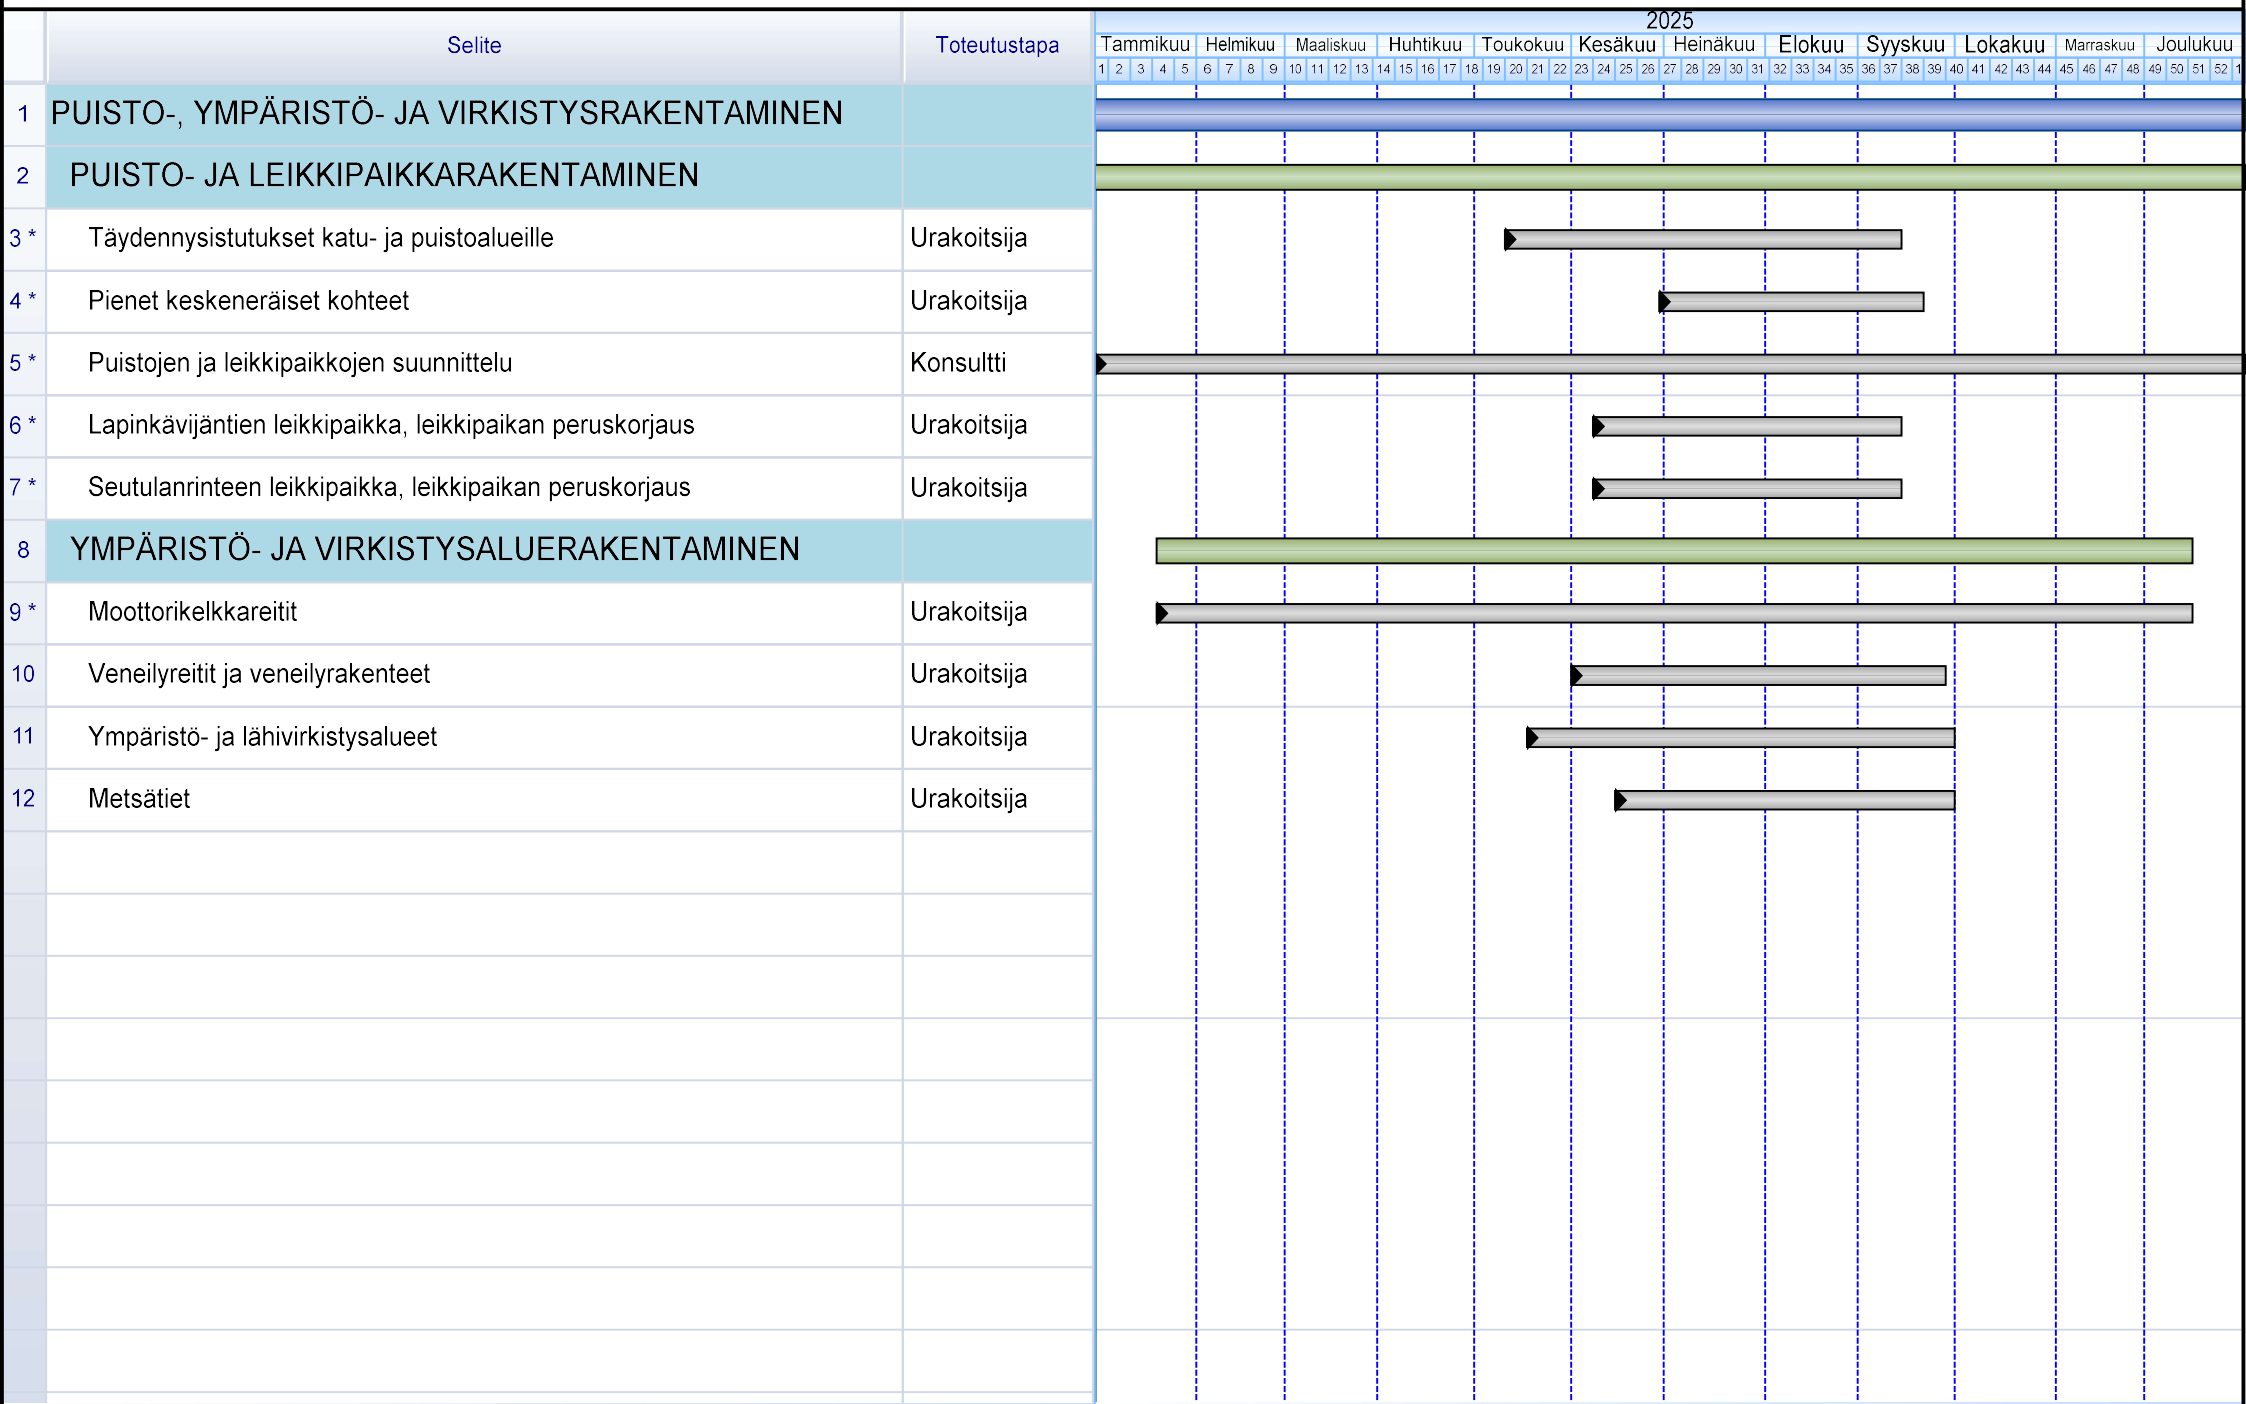 2025
Selite Toteutustapa Tammikuu Helmikuu Maaliskuu Huhtikuu Toukokuu Kesäkuu Heinäkuu Elokuu Syyskuu Lokakuu Marraskuu Joulukuu
1 2 3 4 5 6 7 8 9 10 11 12 13 14 15 16 17 18 19 20 21 22 23 24 25 26 27 28 29 30 31 32 33 34 35 36 37 38 39 40 41 42 43 44 45 46 47 48 49 50 51 52 1
1 PUISTO-, YMPÄRISTÖ- JA VIRKISTYSRAKENTAMINEN
2 PUISTO- JA LEIKKIPAIKKARAKENTAMINEN
3 * Täydennysistutukset katu- ja puistoalueille Urakoitsija
4 * Pienet keskeneräiset kohteet Urakoitsija
5 * Puistojen ja leikkipaikkojen suunnittelu Konsultti
6 * Lapinkävijäntien leikkipaikka, leikkipaikan peruskorjaus Urakoitsija
7 * Seutulanrinteen leikkipaikka, leikkipaikan peruskorjaus Urakoitsija
8 YMPÄRISTÖ- JA VIRKISTYSALUERAKENTAMINEN
9 * Moottorikelkkareitit Urakoitsija
10 Veneilyreitit ja veneilyrakenteet Urakoitsija
11 Ympäristö- ja lähivirkistysalueet Urakoitsija
12 Metsätiet Urakoitsija